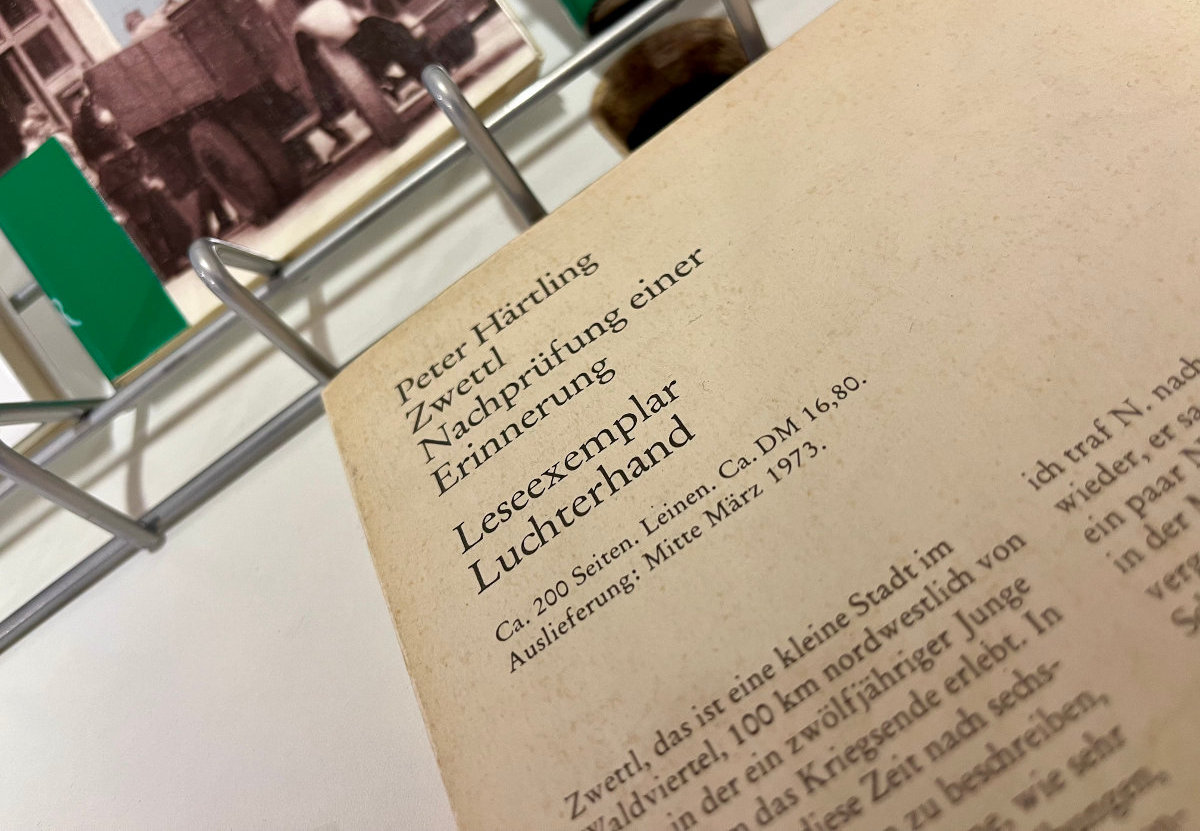 Peter Härtling
Zwettl
Nachprüfung einer
Erinnerung
Leseexemplar
Luchterhand
Ca. 200 Seiten. Leinen. Ca. DM 16,80.
Auslieferung: Mitte März 1973.
Zwettl, das ist eine kleine Stadt im
Waldviertel, 100 km nordwestlich von
in der ein zwölfjähriger Junge
das Kriegsende erlebt. In
diese Zeit nach sechs-
zu beschreiben,
wie sehr
ich traf N. nach
wieder, er
ein paar
in der